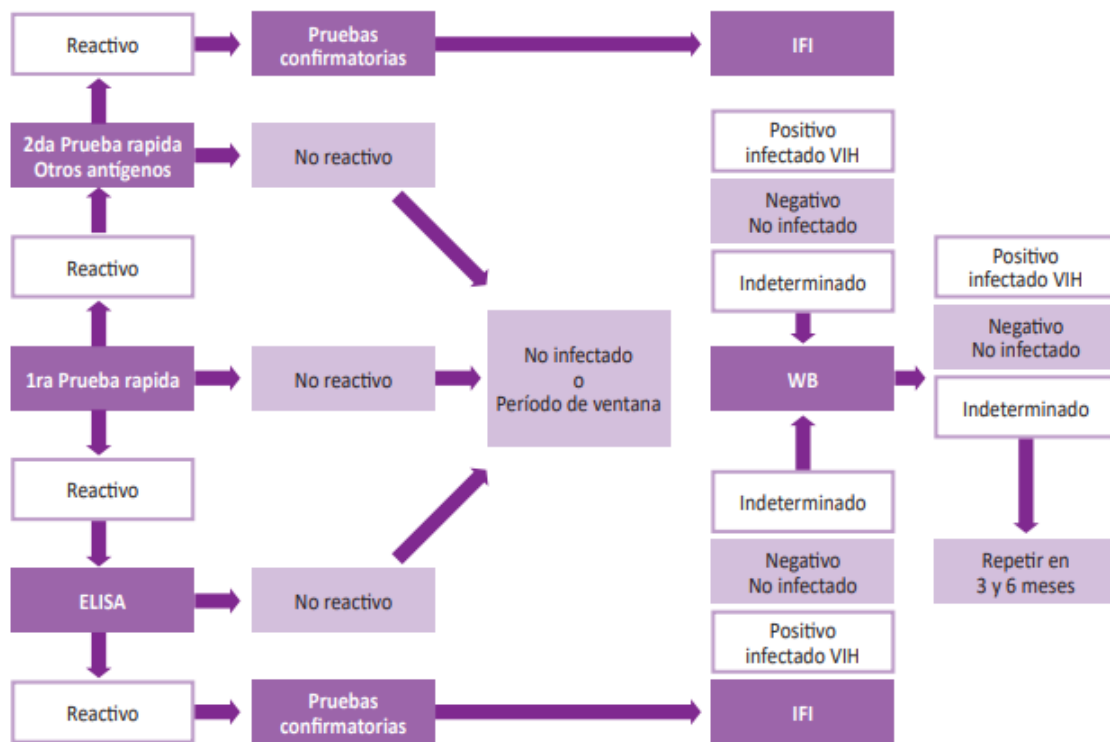 Reactivo
Pruebas
confirmatorias
IFI
2da Prueba rapida
Otros antígenos
No reactivo
Positivo
infectado VIH
Negativo
No infectado
Reactivo
Indeterminado
Positivo
infectado VIH
Negativo
No infectado
1ra Prueba rapida
No reactivo
No infectado
o
Período de ventana
WB
Indeterminado
Reactivo
Indeterminado
ELISA
No reactivo
Negativo
No infectado
Repetir en
3 y 6 meses
Positivo
infectado VIH
Reactivo
Pruebas
confirmatorias
IFI